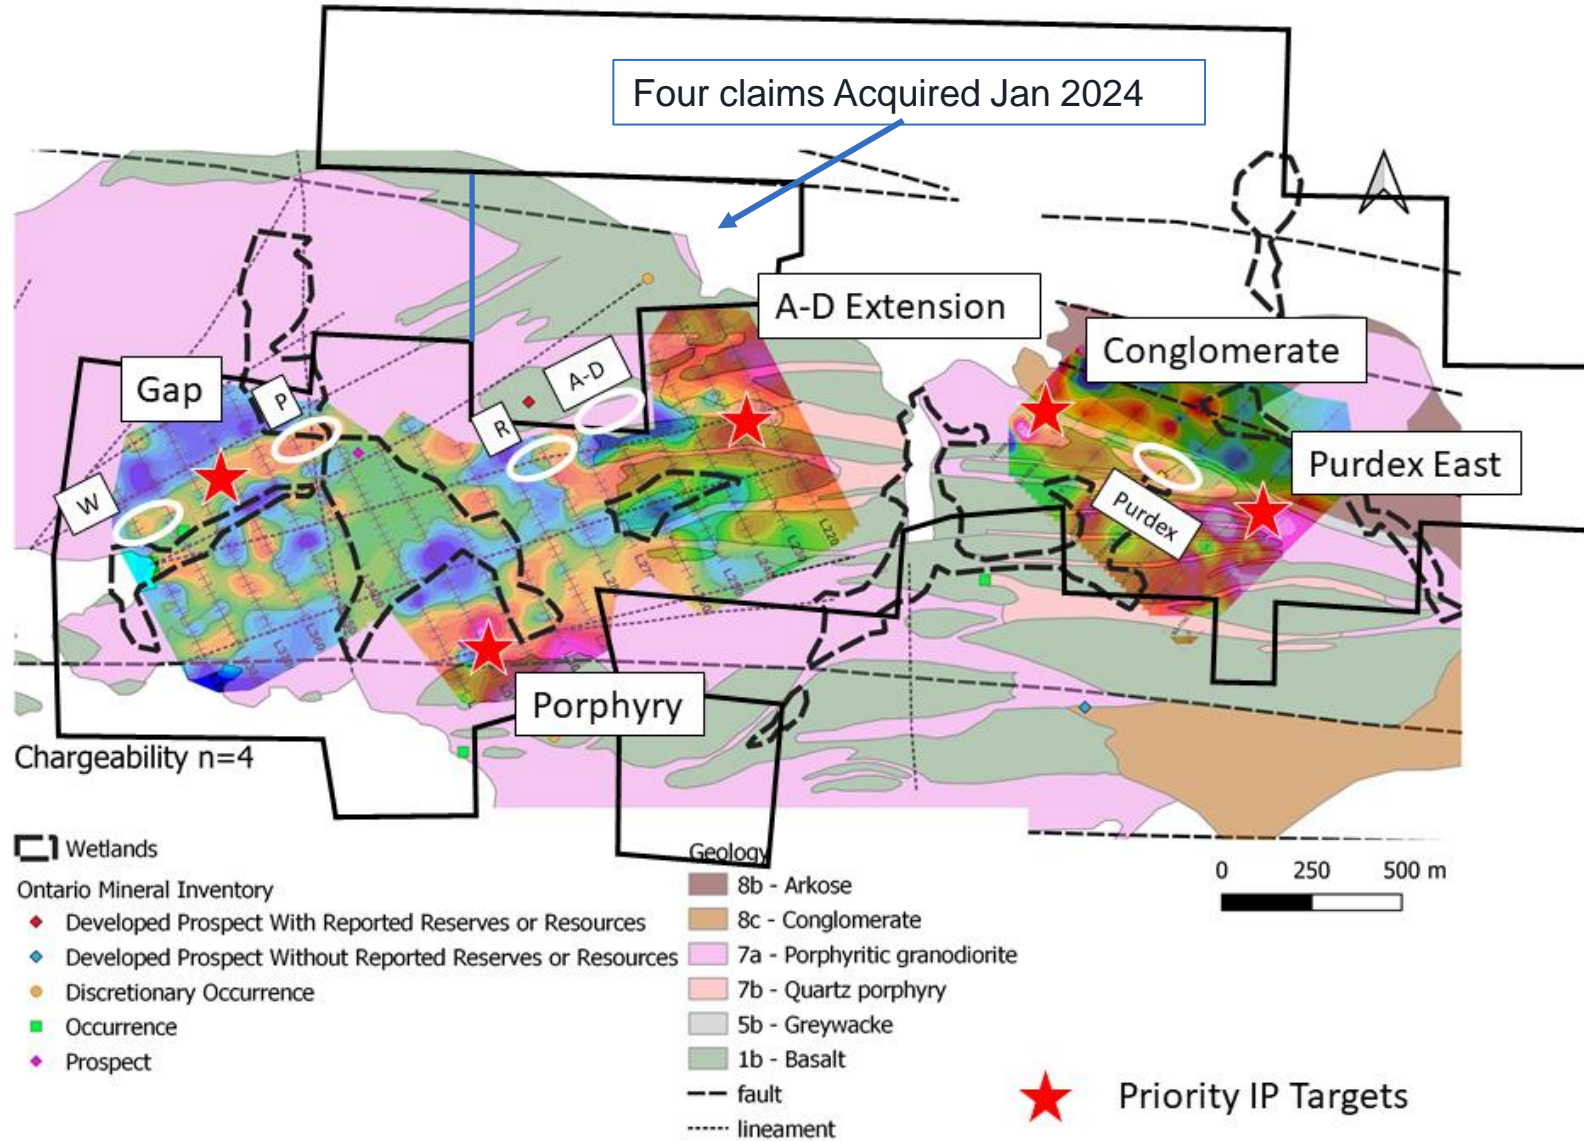 Four claims Acquired Jan 2024
A-D Extension
Conglomerate
Gap
P
A-D
R
W
Purdex East
Purdex
L220
L230
L360
Porphyry
Chargeability n=4
Wetlands
Ontario Mineral Inventory
Developed Prospect With Reported Reserves or Resources
Developed Prospect Without Reported Reserves or Resources
Discretionary Occurrence
Occurrence
Prospect
Geology
8b - Arkose
8c - Conglomerate
7a - Porphyritic granodiorite
7b - Quartz porphyry
5b - Greywacke
1b - Basalt
fault
lineament
0 250 500 m
Priority IP Targets